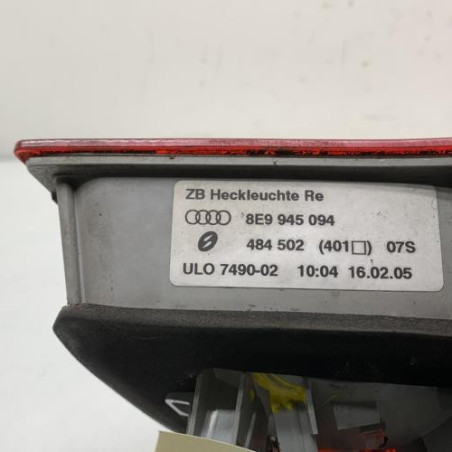 ZB Heckleuchte Re
8E9 945 094
484 502 (401□) 07S
ULO 7490-02 10:04 16.02.05